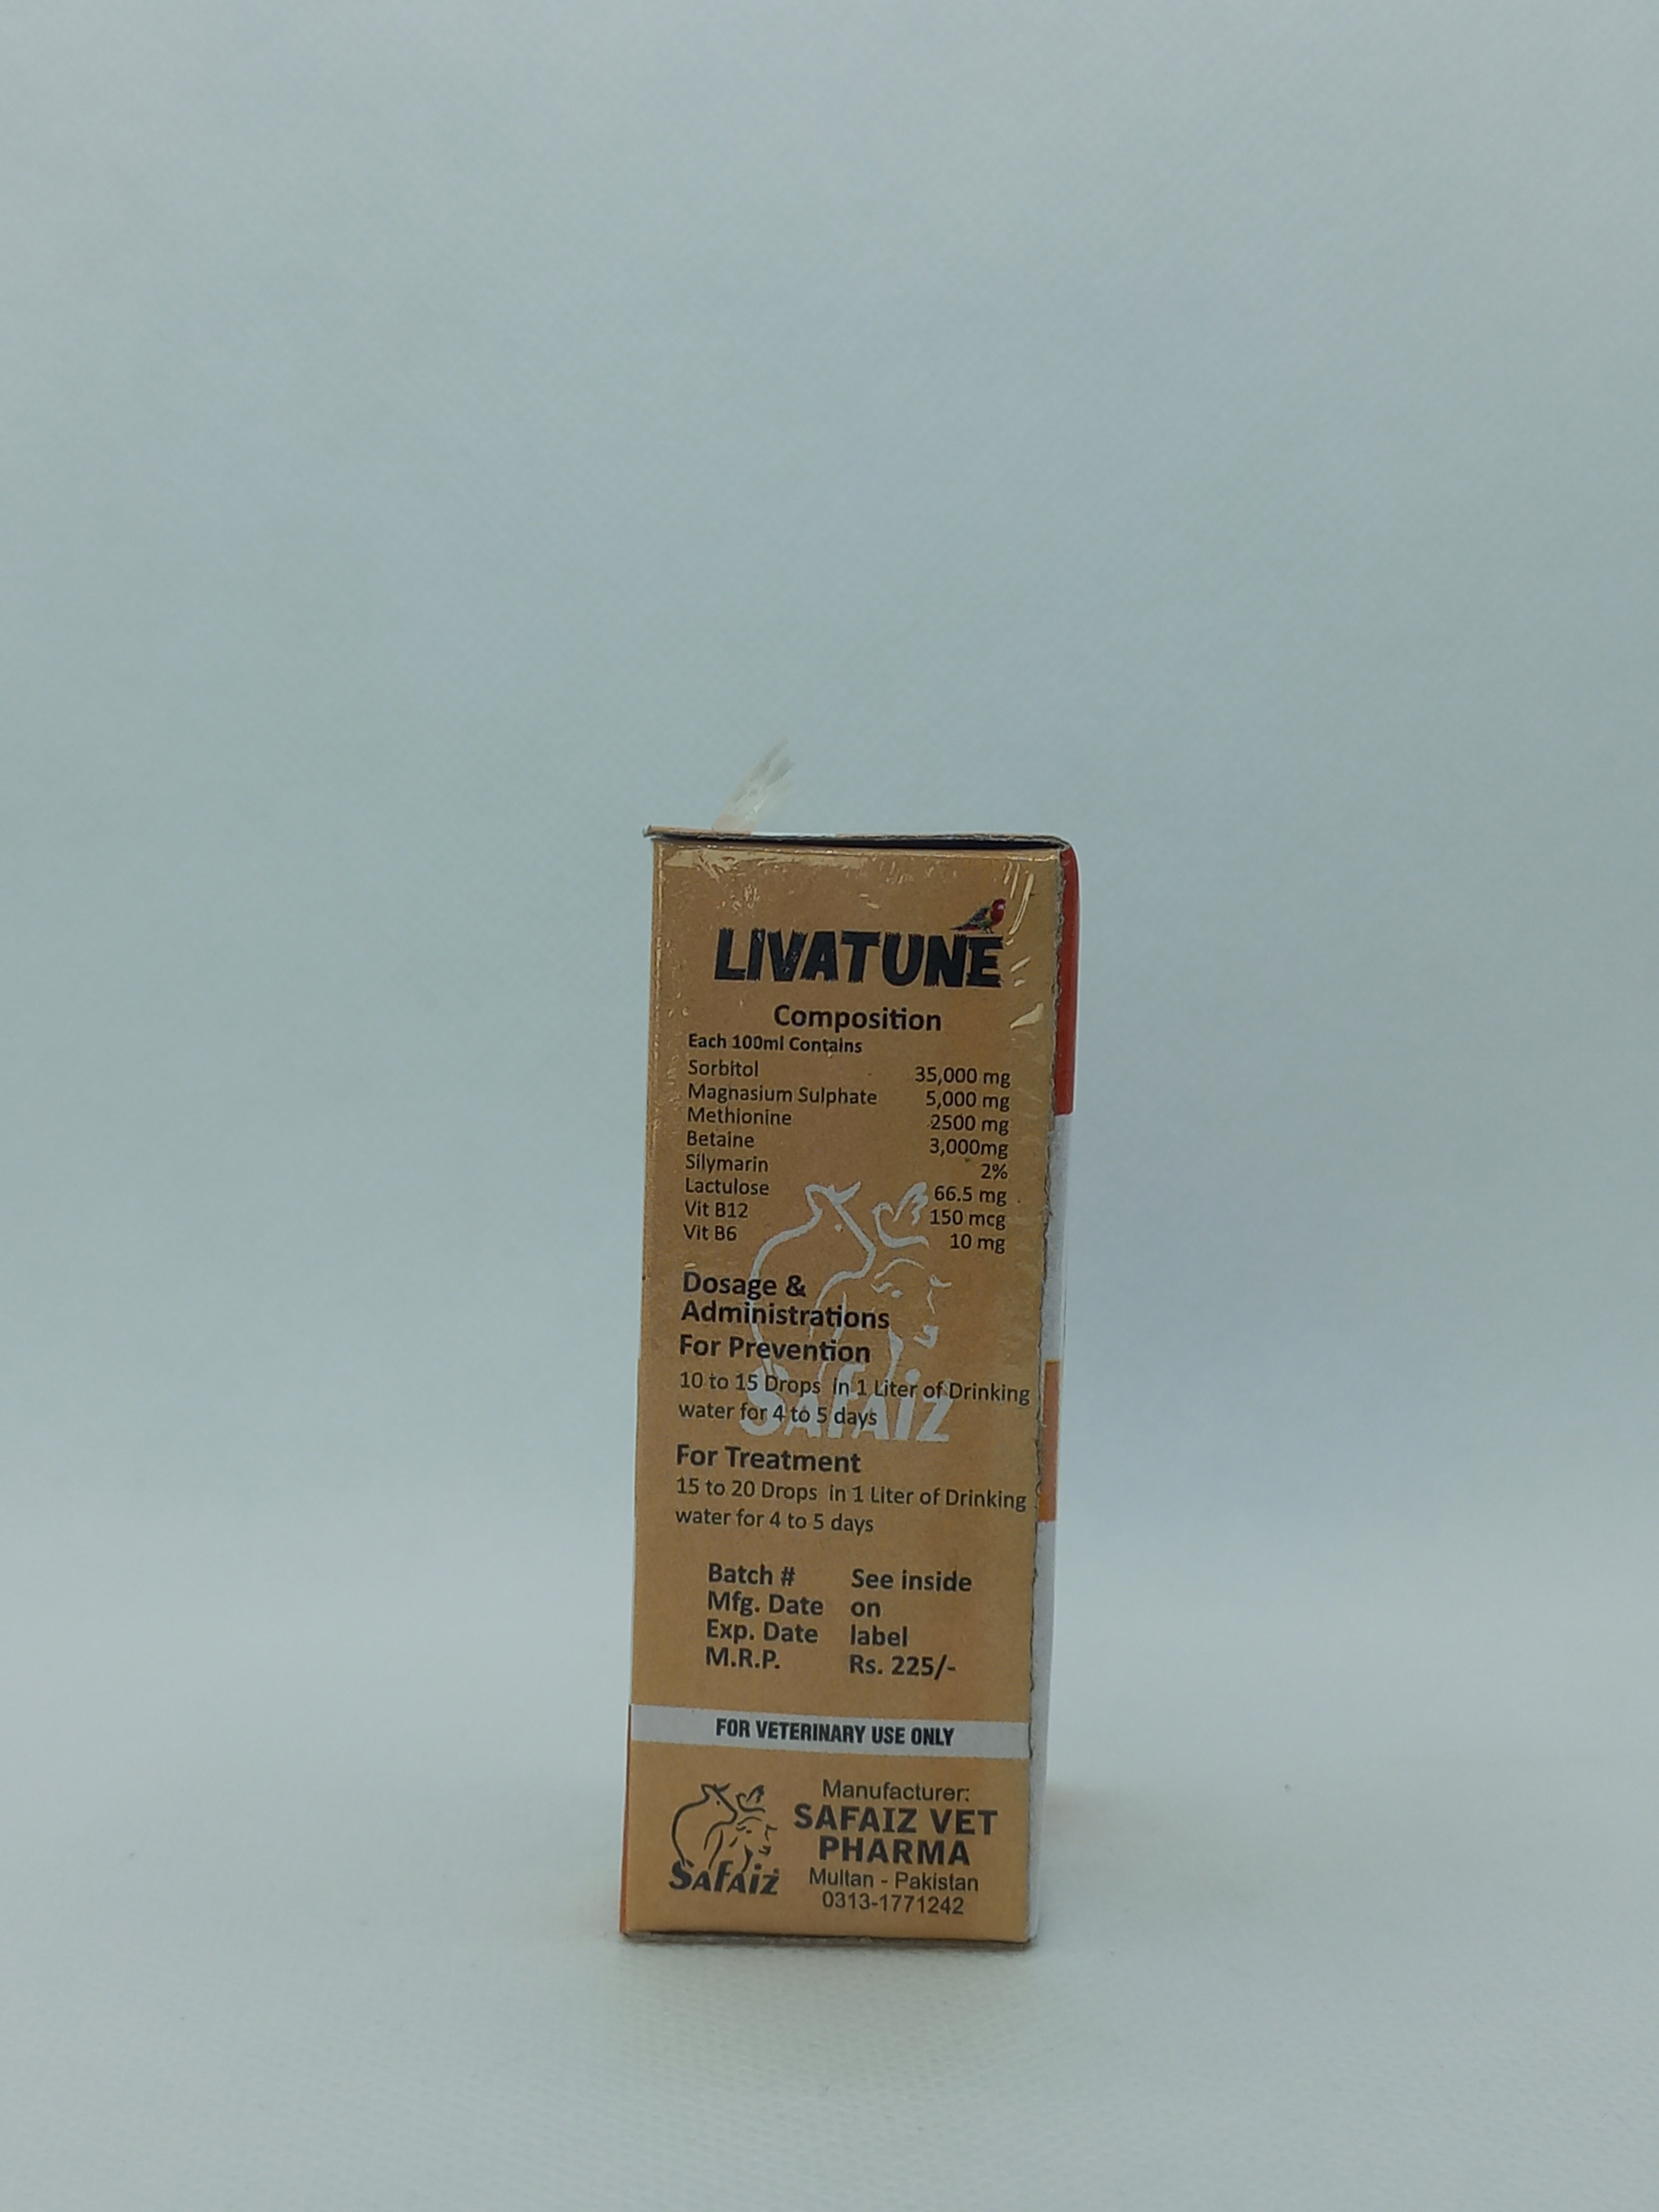 LIVATUNE
Composition
Each 100ml Contains
Sorbitol 35,000 mg
Magnasium Sulphate 5,000 mg
Methionine 2500 mg
Betaine 3,000mg
Silymarin 2%
Lactulose 66.5 mg
Vit B12 150 mcg
Vit B6 10 mg
Dosage &
Administrations
For Prevention
10 to 15 Drops in 1 Liter of Drinking
water for 4 to 5 days
SAFAIZ
For Treatment
15 to 20 Drops in 1 Liter of Drinking
water for 4 to 5 days
Batch # See inside
Mfg. Date on
Exp. Date label
M.R.P. Rs. 225/-
FOR VETERINARY USE ONLY
Manufacturer:
SAFAIZ VET
PHARMA
SAFAIZ
Multan - Pakistan
0313-1771242